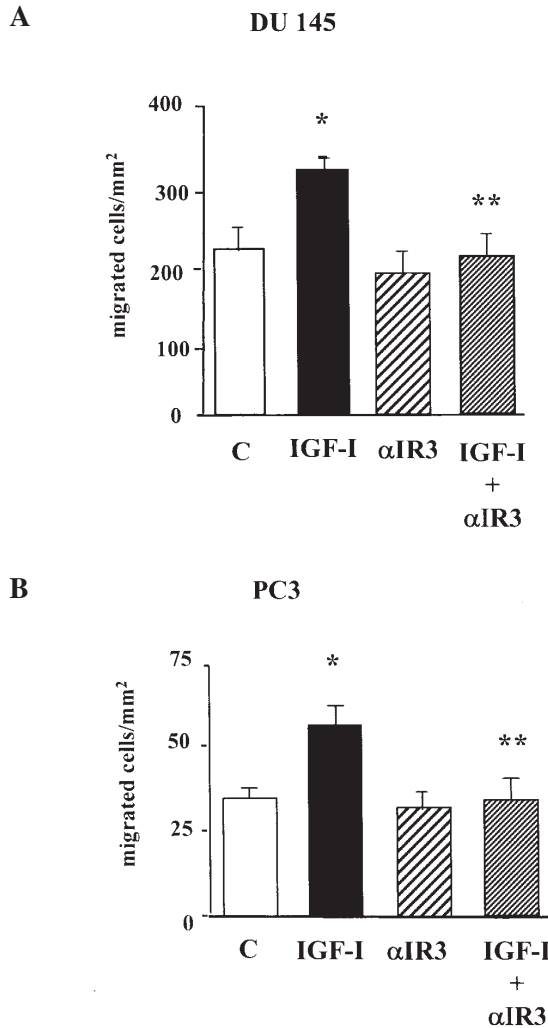 A
DU 145
400
300
200
100
0
migrated cells/mm²
*
**
C IGF-I αIR3 IGF-I
+
αIR3
B
PC3
75
50
25
0
migrated cells/mm²
*
**
C IGF-I αIR3 IGF-I
+
αIR3